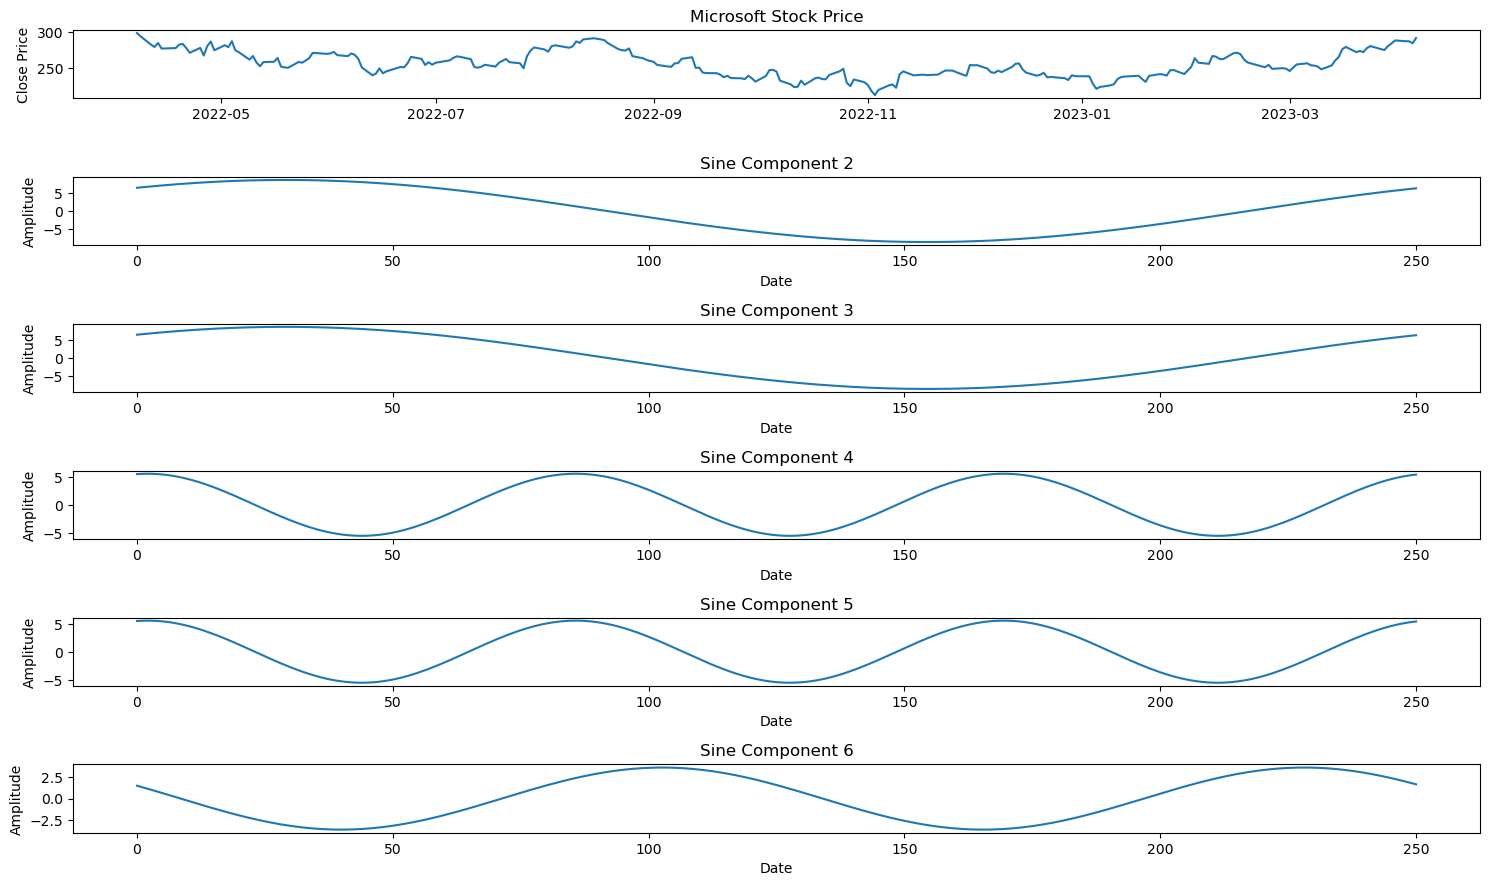 Microsoft Stock Price
Close Price
300
250
2022-05 2022-07 2022-09 2022-11 2023-01 2023-03
Sine Component 2
Amplitude
5
0
−5
0 50 100 150 200 250
Date
Sine Component 3
Amplitude
5
0
−5
0 50 100 150 200 250
Date
Sine Component 4
Amplitude
5
0
−5
0 50 100 150 200 250
Date
Sine Component 5
Amplitude
5
0
−5
0 50 100 150 200 250
Date
Sine Component 6
Amplitude
2.5
0.0
−2.5
0 50 100 150 200 250
Date